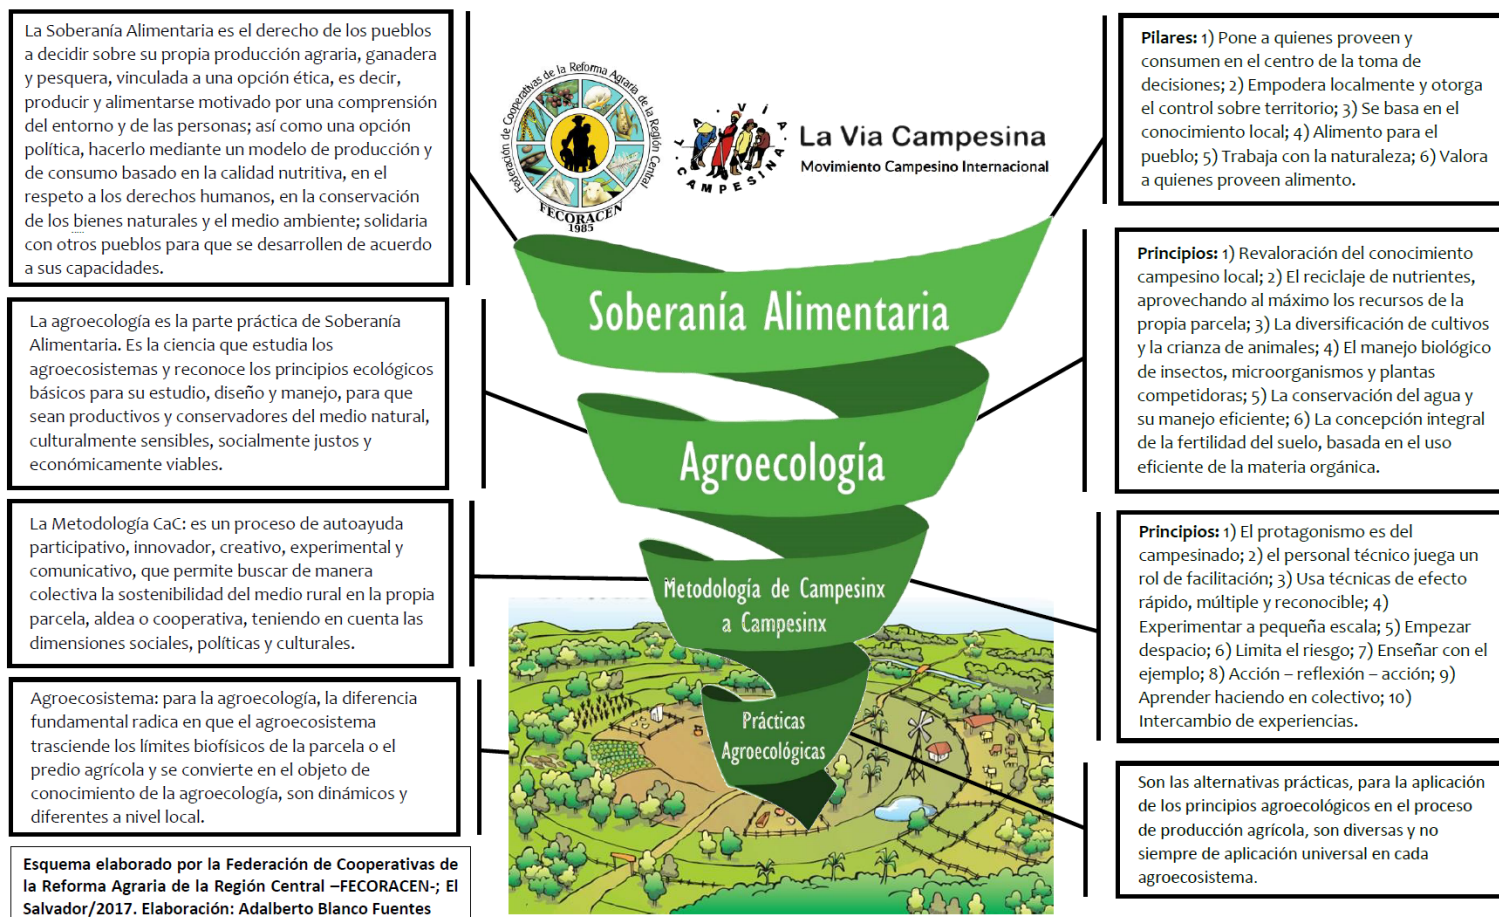 La Soberanía Alimentaria es el derecho de los pueblos
a decidir sobre su propia producción agraria, ganadera
y pesquera, vinculada a una opción ética, es decir,
producir y alimentarse motivado por una comprensión
del entorno y de las personas; así como una opción
política, hacerlo mediante un modelo de producción y
de consumo basado en la calidad nutritiva, en el
respeto a los derechos humanos, en la conservación
de los bienes naturales y el medio ambiente; solidaria
con otros pueblos para que se desarrollen de acuerdo
a sus capacidades.
La agroecología es la parte práctica de Soberanía
Alimentaria. Es la ciencia que estudia los
agroecosistemas y reconoce los principios ecológicos
básicos para su estudio, diseño y manejo, para que
sean productivos y conservadores del medio natural,
culturalmente sensibles, socialmente justos y
económicamente viables.
La Metodología CaC: es un proceso de autoayuda
participativo, innovador, creativo, experimental y
comunicativo, que permite buscar de manera
colectiva la sostenibilidad del medio rural en la propia
parcela, aldea o cooperativa, teniendo en cuenta las
dimensiones sociales, políticas y culturales.
Agroecosistema: para la agroecología, la diferencia
fundamental radica en que el agroecosistema
trasciende los límites biofísicos de la parcela o el
predio agrícola y se convierte en el objeto de
conocimiento de la agroecología, son dinámicos y
diferentes a nivel local.
Esquema elaborado por la Federación de Cooperativas de
la Reforma Agraria de la Región Central –FECORACEN-; El
Salvador/2017. Elaboración: Adalberto Blanco Fuentes
Federación de Cooperativas de la Reforma Agraria de la Región Central
FECORACEN
1985
LA VIA CAMPESINA
La Via Campesina
Movimiento Campesino Internacional
Soberanía Alimentaria
Agroecología
Metodología de Campesinx
a Campesinx
Prácticas
Agroecológicas
Pilares: 1) Pone a quienes proveen y
consumen en el centro de la toma de
decisiones; 2) Empodera localmente y otorga
el control sobre territorio; 3) Se basa en el
conocimiento local; 4) Alimento para el
pueblo; 5) Trabaja con la naturaleza; 6) Valora
a quienes proveen alimento.
Principios: 1) Revaloración del conocimiento
campesino local; 2) El reciclaje de nutrientes,
aprovechando al máximo los recursos de la
propia parcela; 3) La diversificación de cultivos
y la crianza de animales; 4) El manejo biológico
de insectos, microorganismos y plantas
competidoras; 5) La conservación del agua y
su manejo eficiente; 6) La concepción integral
de la fertilidad del suelo, basada en el uso
eficiente de la materia orgánica.
Principios: 1) El protagonismo es del
campesinado; 2) el personal técnico juega un
rol de facilitación; 3) Usa técnicas de efecto
rápido, múltiple y reconocible; 4)
Experimentar a pequeña escala; 5) Empezar
despacio; 6) Limita el riesgo; 7) Enseñar con el
ejemplo; 8) Acción – reflexión – acción; 9)
Aprender haciendo en colectivo; 10)
Intercambio de experiencias.
Son las alternativas prácticas, para la aplicación
de los principios agroecológicos en el proceso
de producción agrícola, son diversas y no
siempre de aplicación universal en cada
agroecosistema.